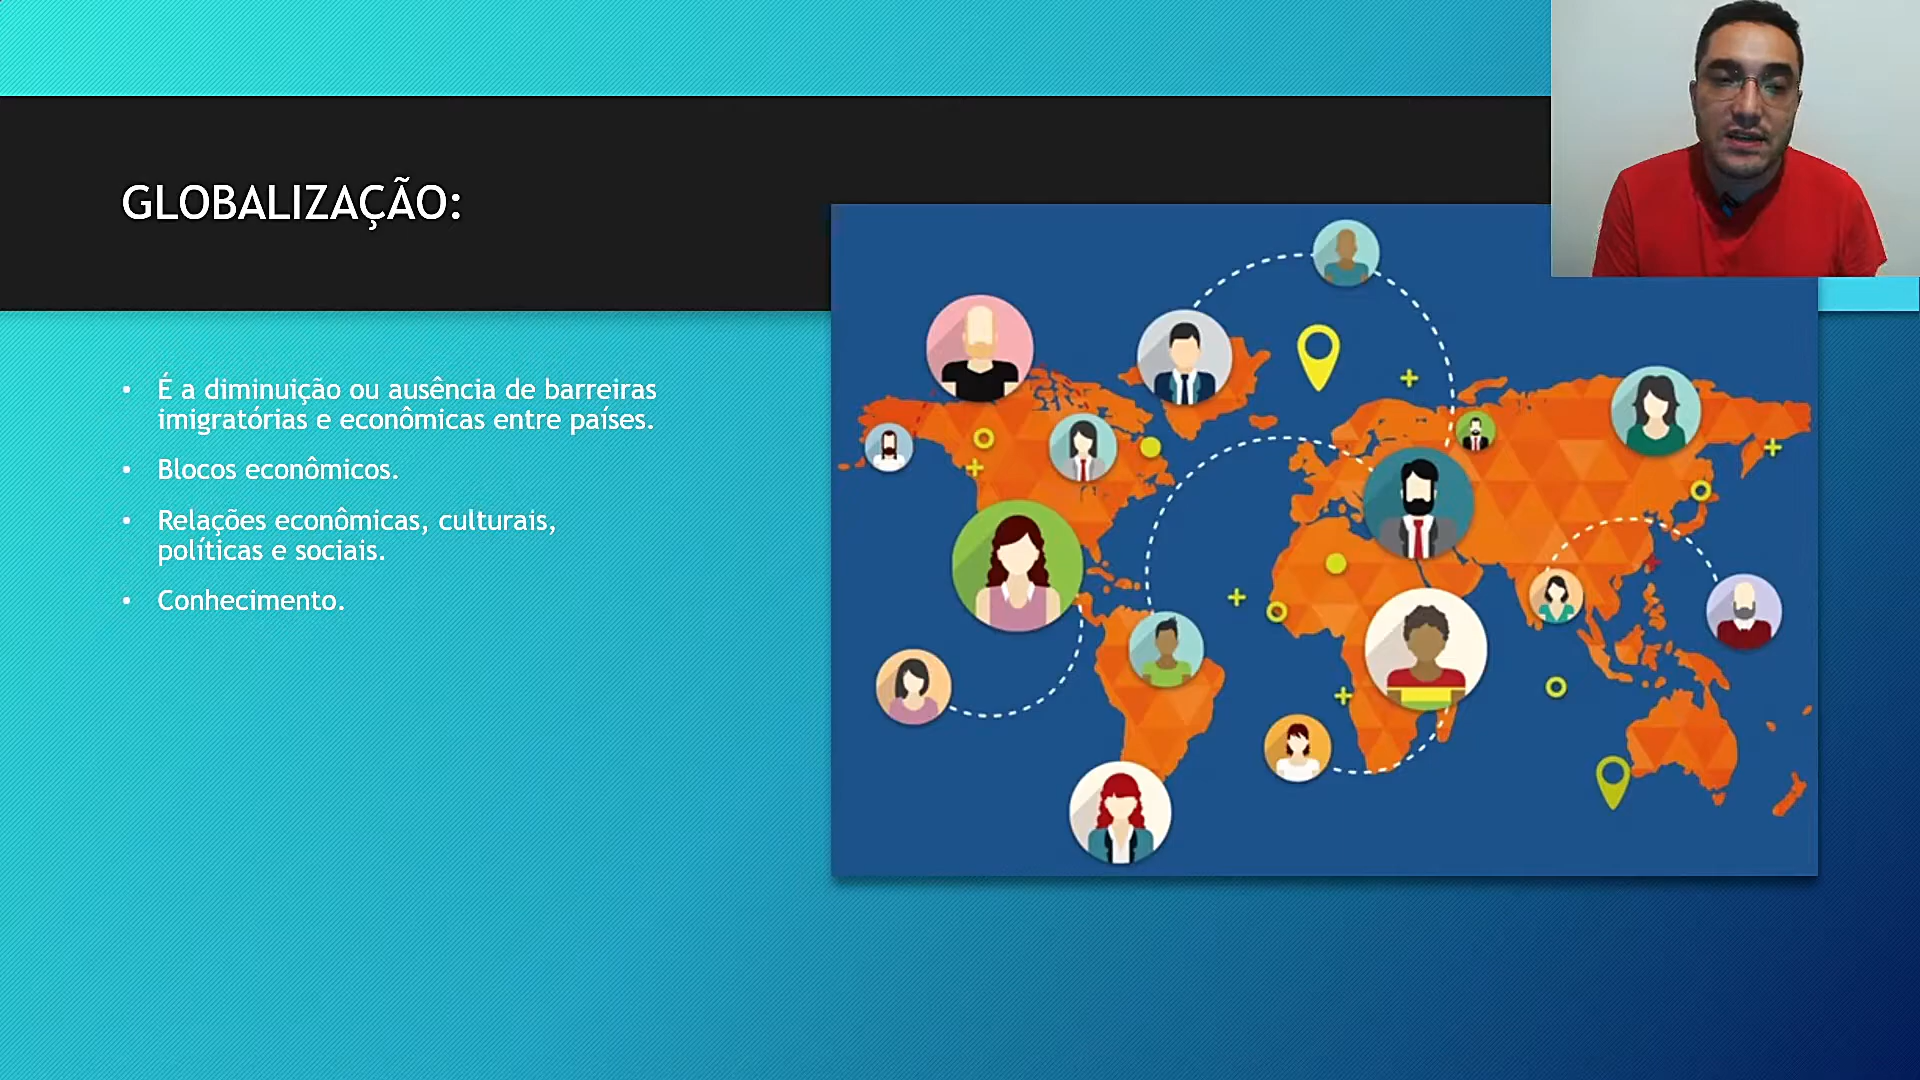 GLOBALIZAÇÃO:
• É a diminuição ou ausência de barreiras
imigratórias e econômicas entre países.
• Blocos econômicos.
• Relações econômicas, culturais,
políticas e sociais.
• Conhecimento.